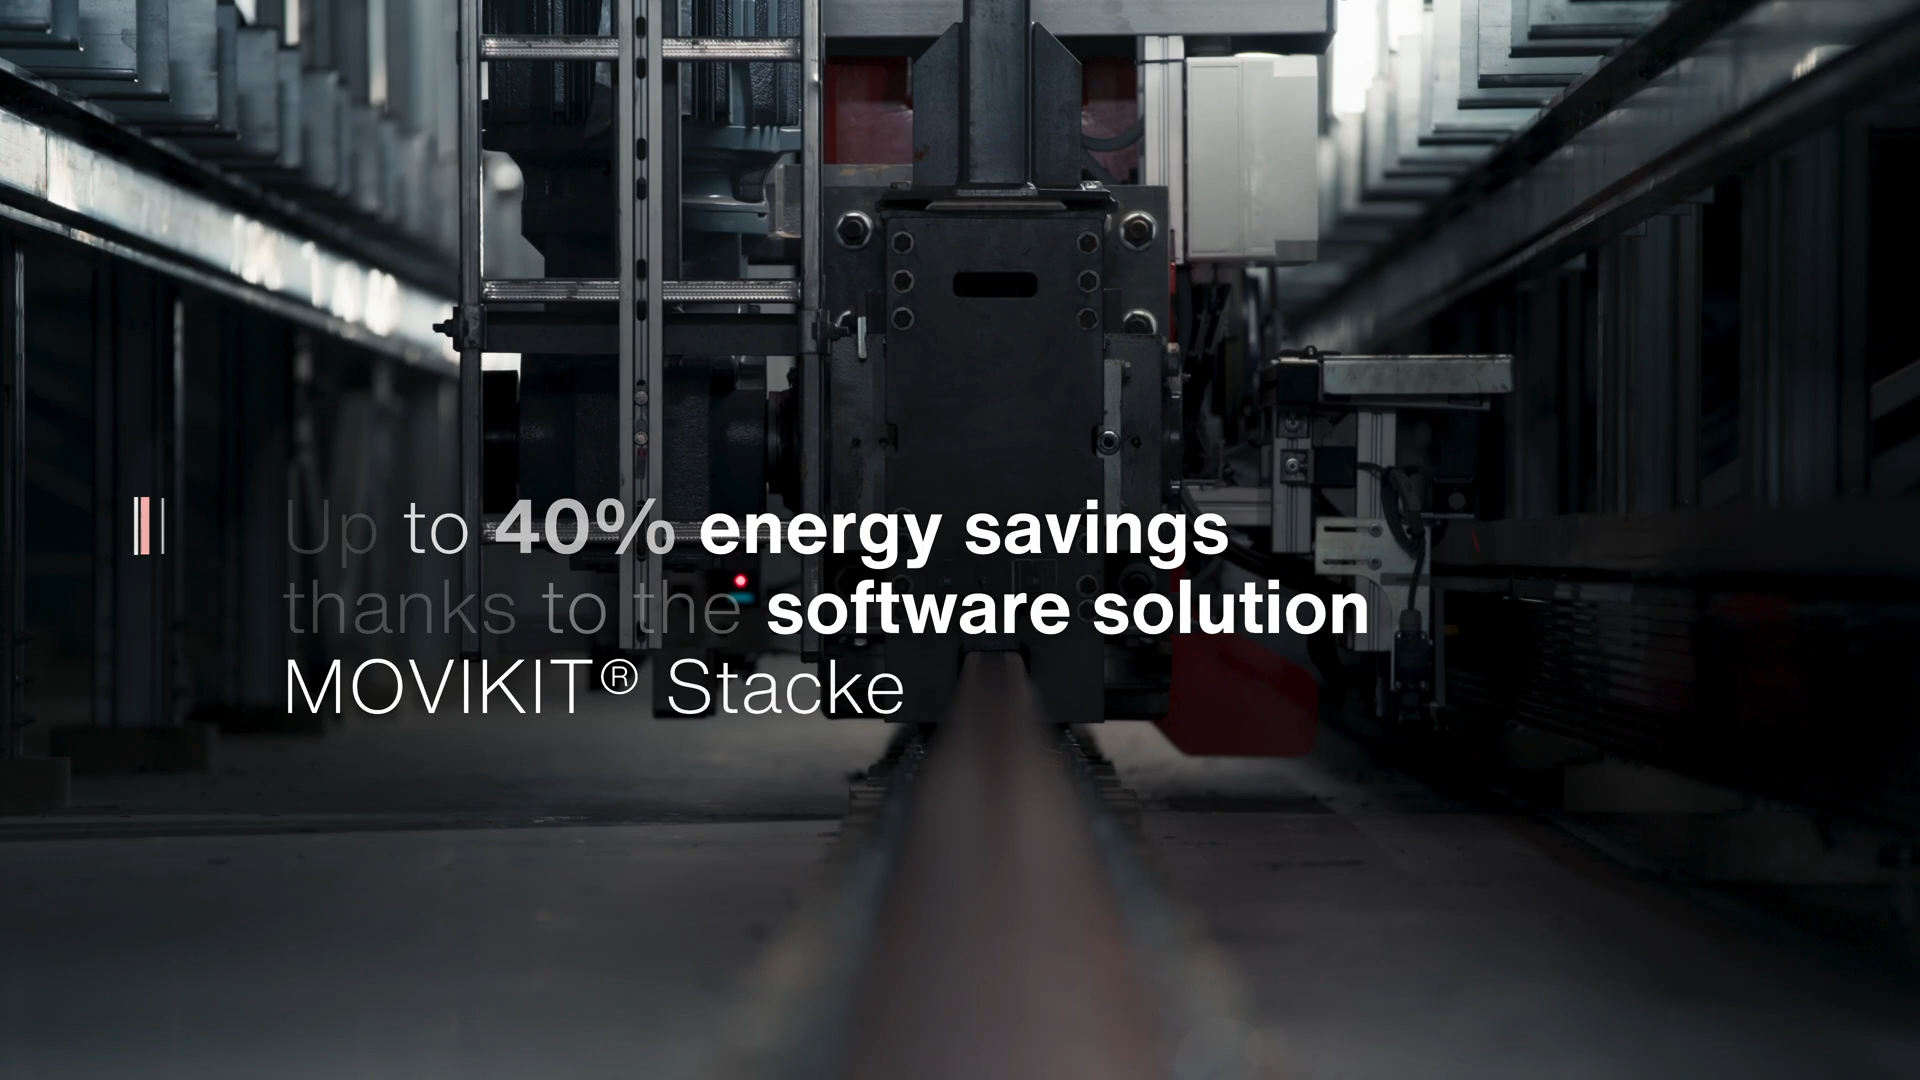 Up to 40% energy savings
thanks to the software solution
MOVIKIT® Stacke